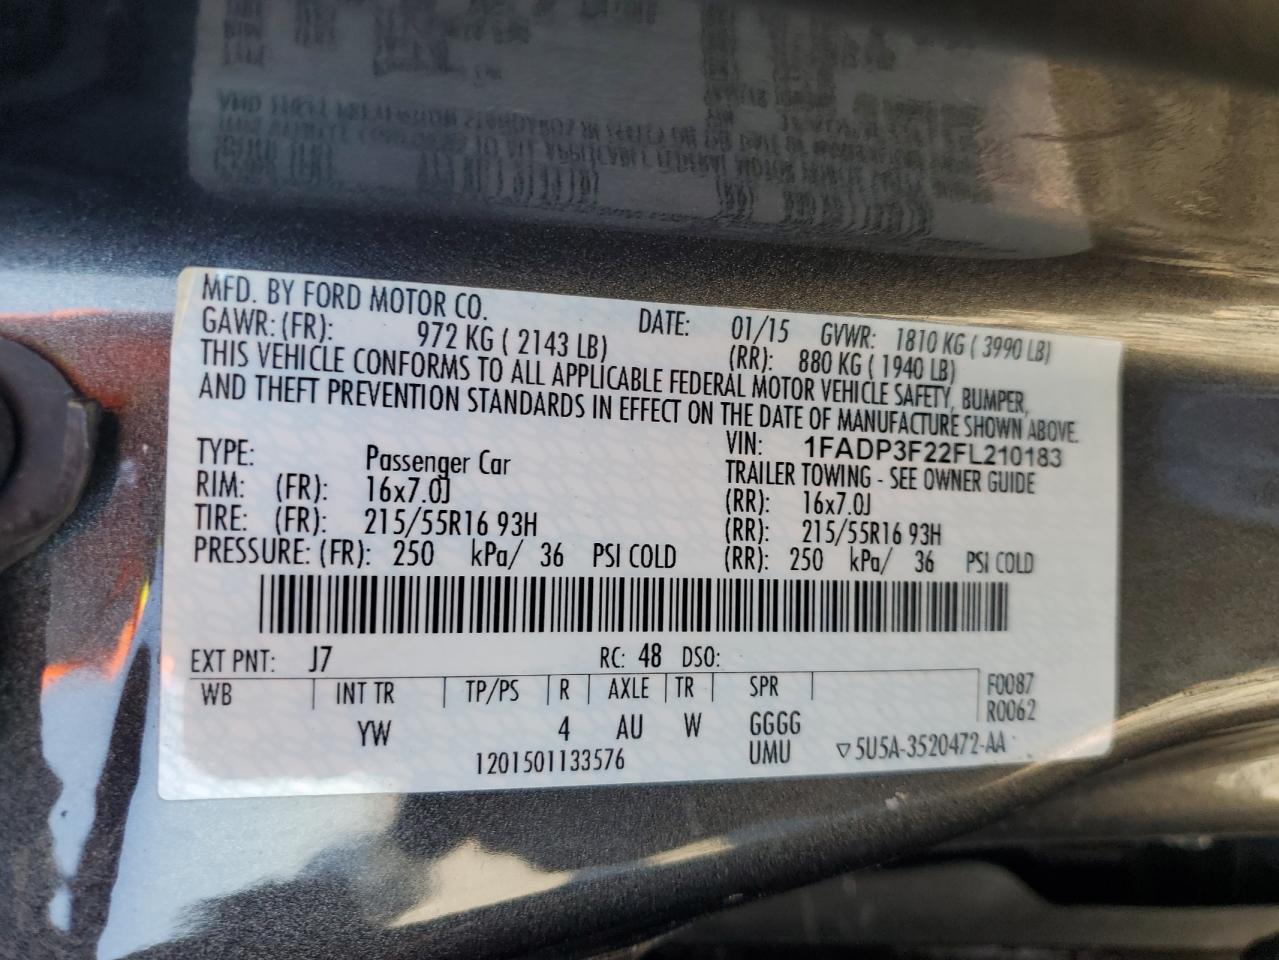 MFD. BY FORD MOTOR CO. DATE: 01/15 GVWR: 1810 KG ( 3990 LB)
GAWR: (FR): 972 KG ( 2143 LB) (RR): 880 KG ( 1940 LB)
THIS VEHICLE CONFORMS TO ALL APPLICABLE FEDERAL MOTOR VEHICLE SAFETY, BUMPER,
AND THEFT PREVENTION STANDARDS IN EFFECT ON THE DATE OF MANUFACTURE SHOWN ABOVE.
VIN: 1FADP3F22FL210183
TYPE: Passenger Car TRAILER TOWING - SEE OWNER GUIDE
RIM: (FR): 16x7.0J (RR): 16x7.0J
TIRE: (FR): 215/55R16 93H (RR): 215/55R16 93H
PRESSURE: (FR): 250 kPa/ 36 PSI COLD (RR): 250 kPa/ 36 PSI COLD
EXT PNT: J7 RC: 48 DSO:
WB INT TR TP/PS R AXLE TR SPR F0087
R0062
YW 4 AU W GGGG
1201501133576 UMU ▽5U5A-3520472-AA